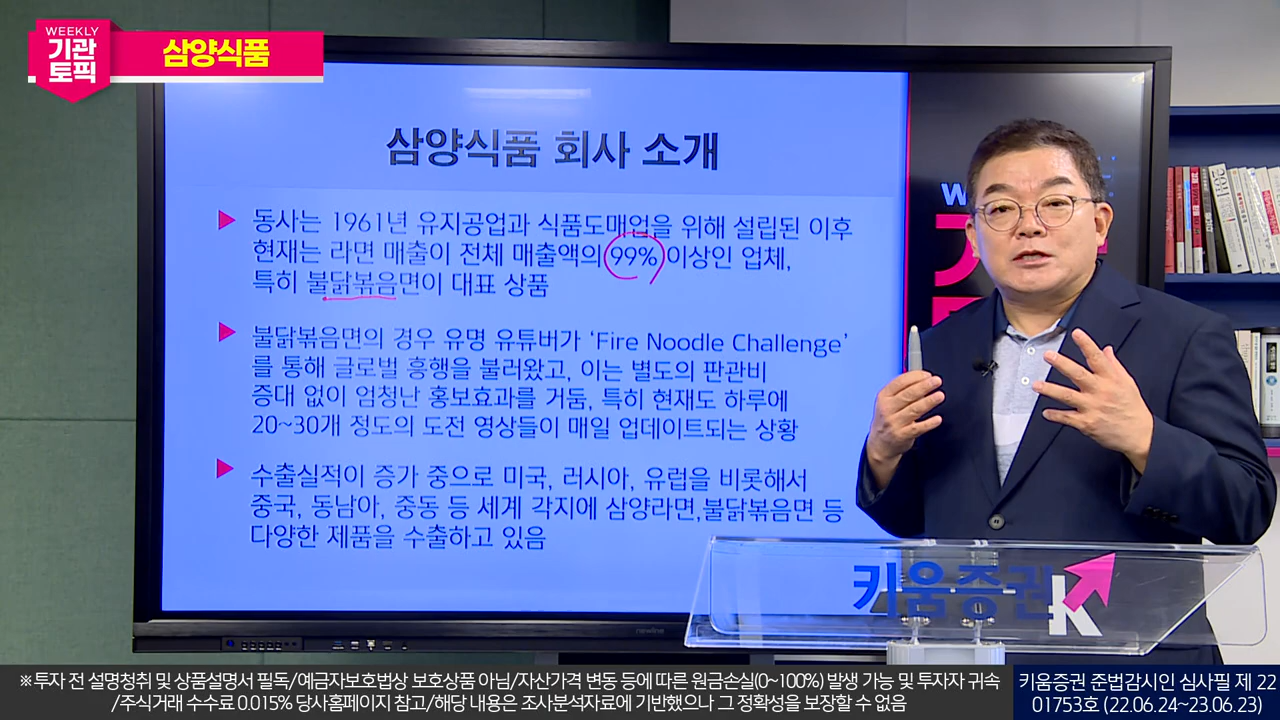 WEEKLY
기관
토픽
삼양식품
삼양식품 회사 소개
▶ 동사는 1961년 유지공업과 식품도매업을 위해 설립된 이후
현재는 라면 매출이 전체 매출액의 99% 이상인 업체,
특히 불닭볶음면이 대표 상품
▶ 불닭볶음면의 경우 유명 유튜버가 ‘Fire Noodle Challenge’
를 통해 글로벌 흥행을 불러왔고, 이는 별도의 판관비
증대 없이 엄청난 홍보효과를 거둠, 특히 현재도 하루에
20~30개 정도의 도전 영상들이 매일 업데이트되는 상황
▶ 수출실적이 증가 중으로 미국, 러시아, 유럽을 비롯해서
중국, 동남아, 중동 등 세계 각지에 삼양라면,불닭볶음면 등
다양한 제품을 수출하고 있음
newline
키움증권
K
※투자 전 설명청취 및 상품설명서 필독/예금자보호법상 보호상품 아님/자산가격 변동 등에 따른 원금손실(0~100%) 발생 가능 및 투자자 귀속
/주식거래 수수료 0.015% 당사홈페이지 참고/해당 내용은 조사분석자료에 기반했으나 그 정확성을 보장할 수 없음
키움증권 준법감시인 심사필 제 22
01753호 (22.06.24~23.06.23)